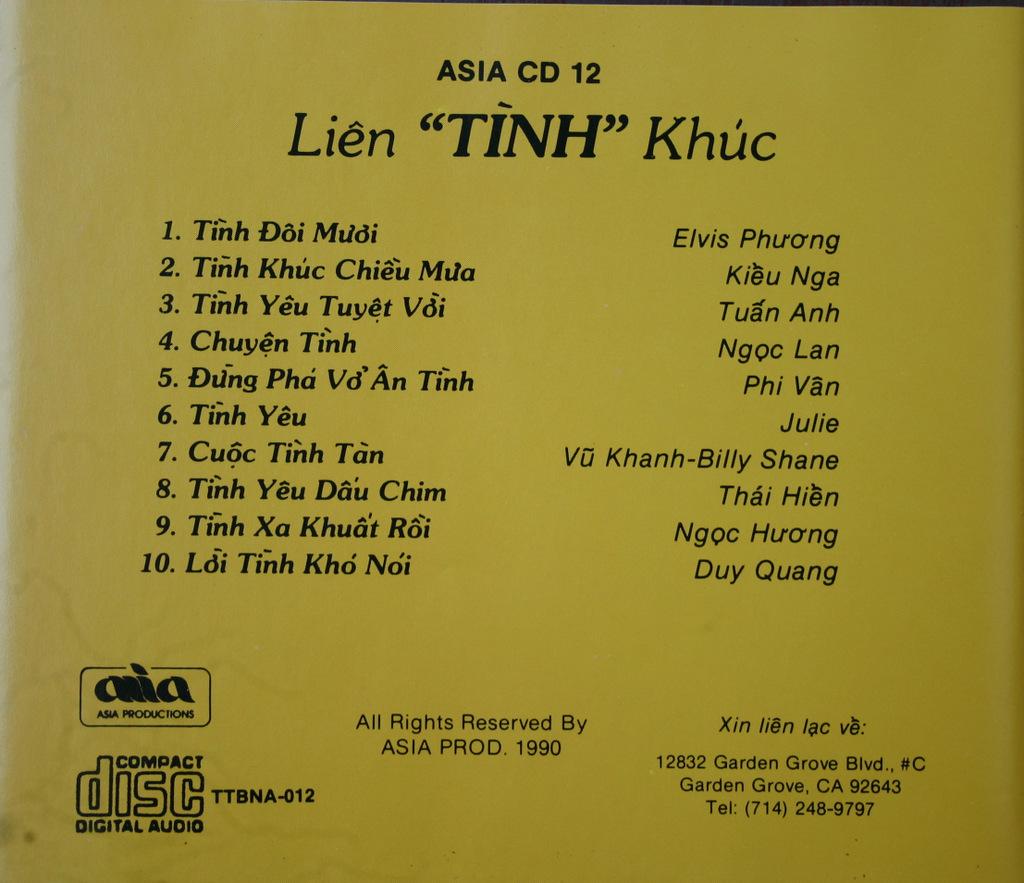 ASIA CD 12
Liên “TÌNH” Khúc
1. Tình Đôi Mươi Elvis Phương
2. Tình Khúc Chiều Mưa Kiều Nga
3. Tình Yêu Tuyệt Vời Tuấn Anh
4. Chuyện Tình Ngọc Lan
5. Đừng Phá Vỡ Ân Tình Phi Vân
6. Tình Yêu Julie
7. Cuộc Tình Tàn Vũ Khanh-Billy Shane
8. Tình Yêu Dấu Chim Thái Hiền
9. Tình Xa Khuất Rồi Ngọc Hương
10. Lời Tình Khó Nói Duy Quang
asia
ASIA PRODUCTIONS
All Rights Reserved By
ASIA PROD. 1990
Xin liên lạc về:
12832 Garden Grove Blvd., #C
Garden Grove, CA 92643
Tel: (714) 248-9797
COMPACT
disc
DIGITAL AUDIO
TTBNA-012